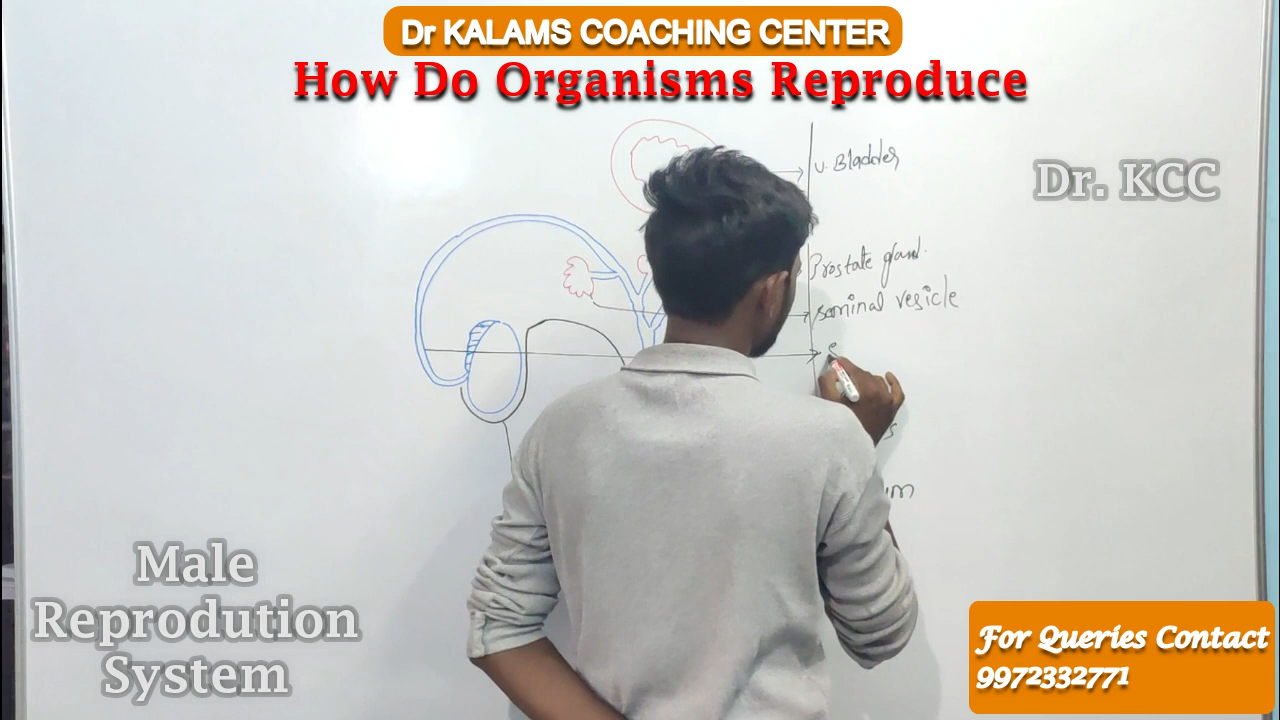 Dr KALAMS COACHING CENTER
How Do Organisms Reproduce
Dr. KCC
U. Bladder
Prostate gland.
seminal vesicle
Male
Reprodution
System
For Queries Contact
9972332771